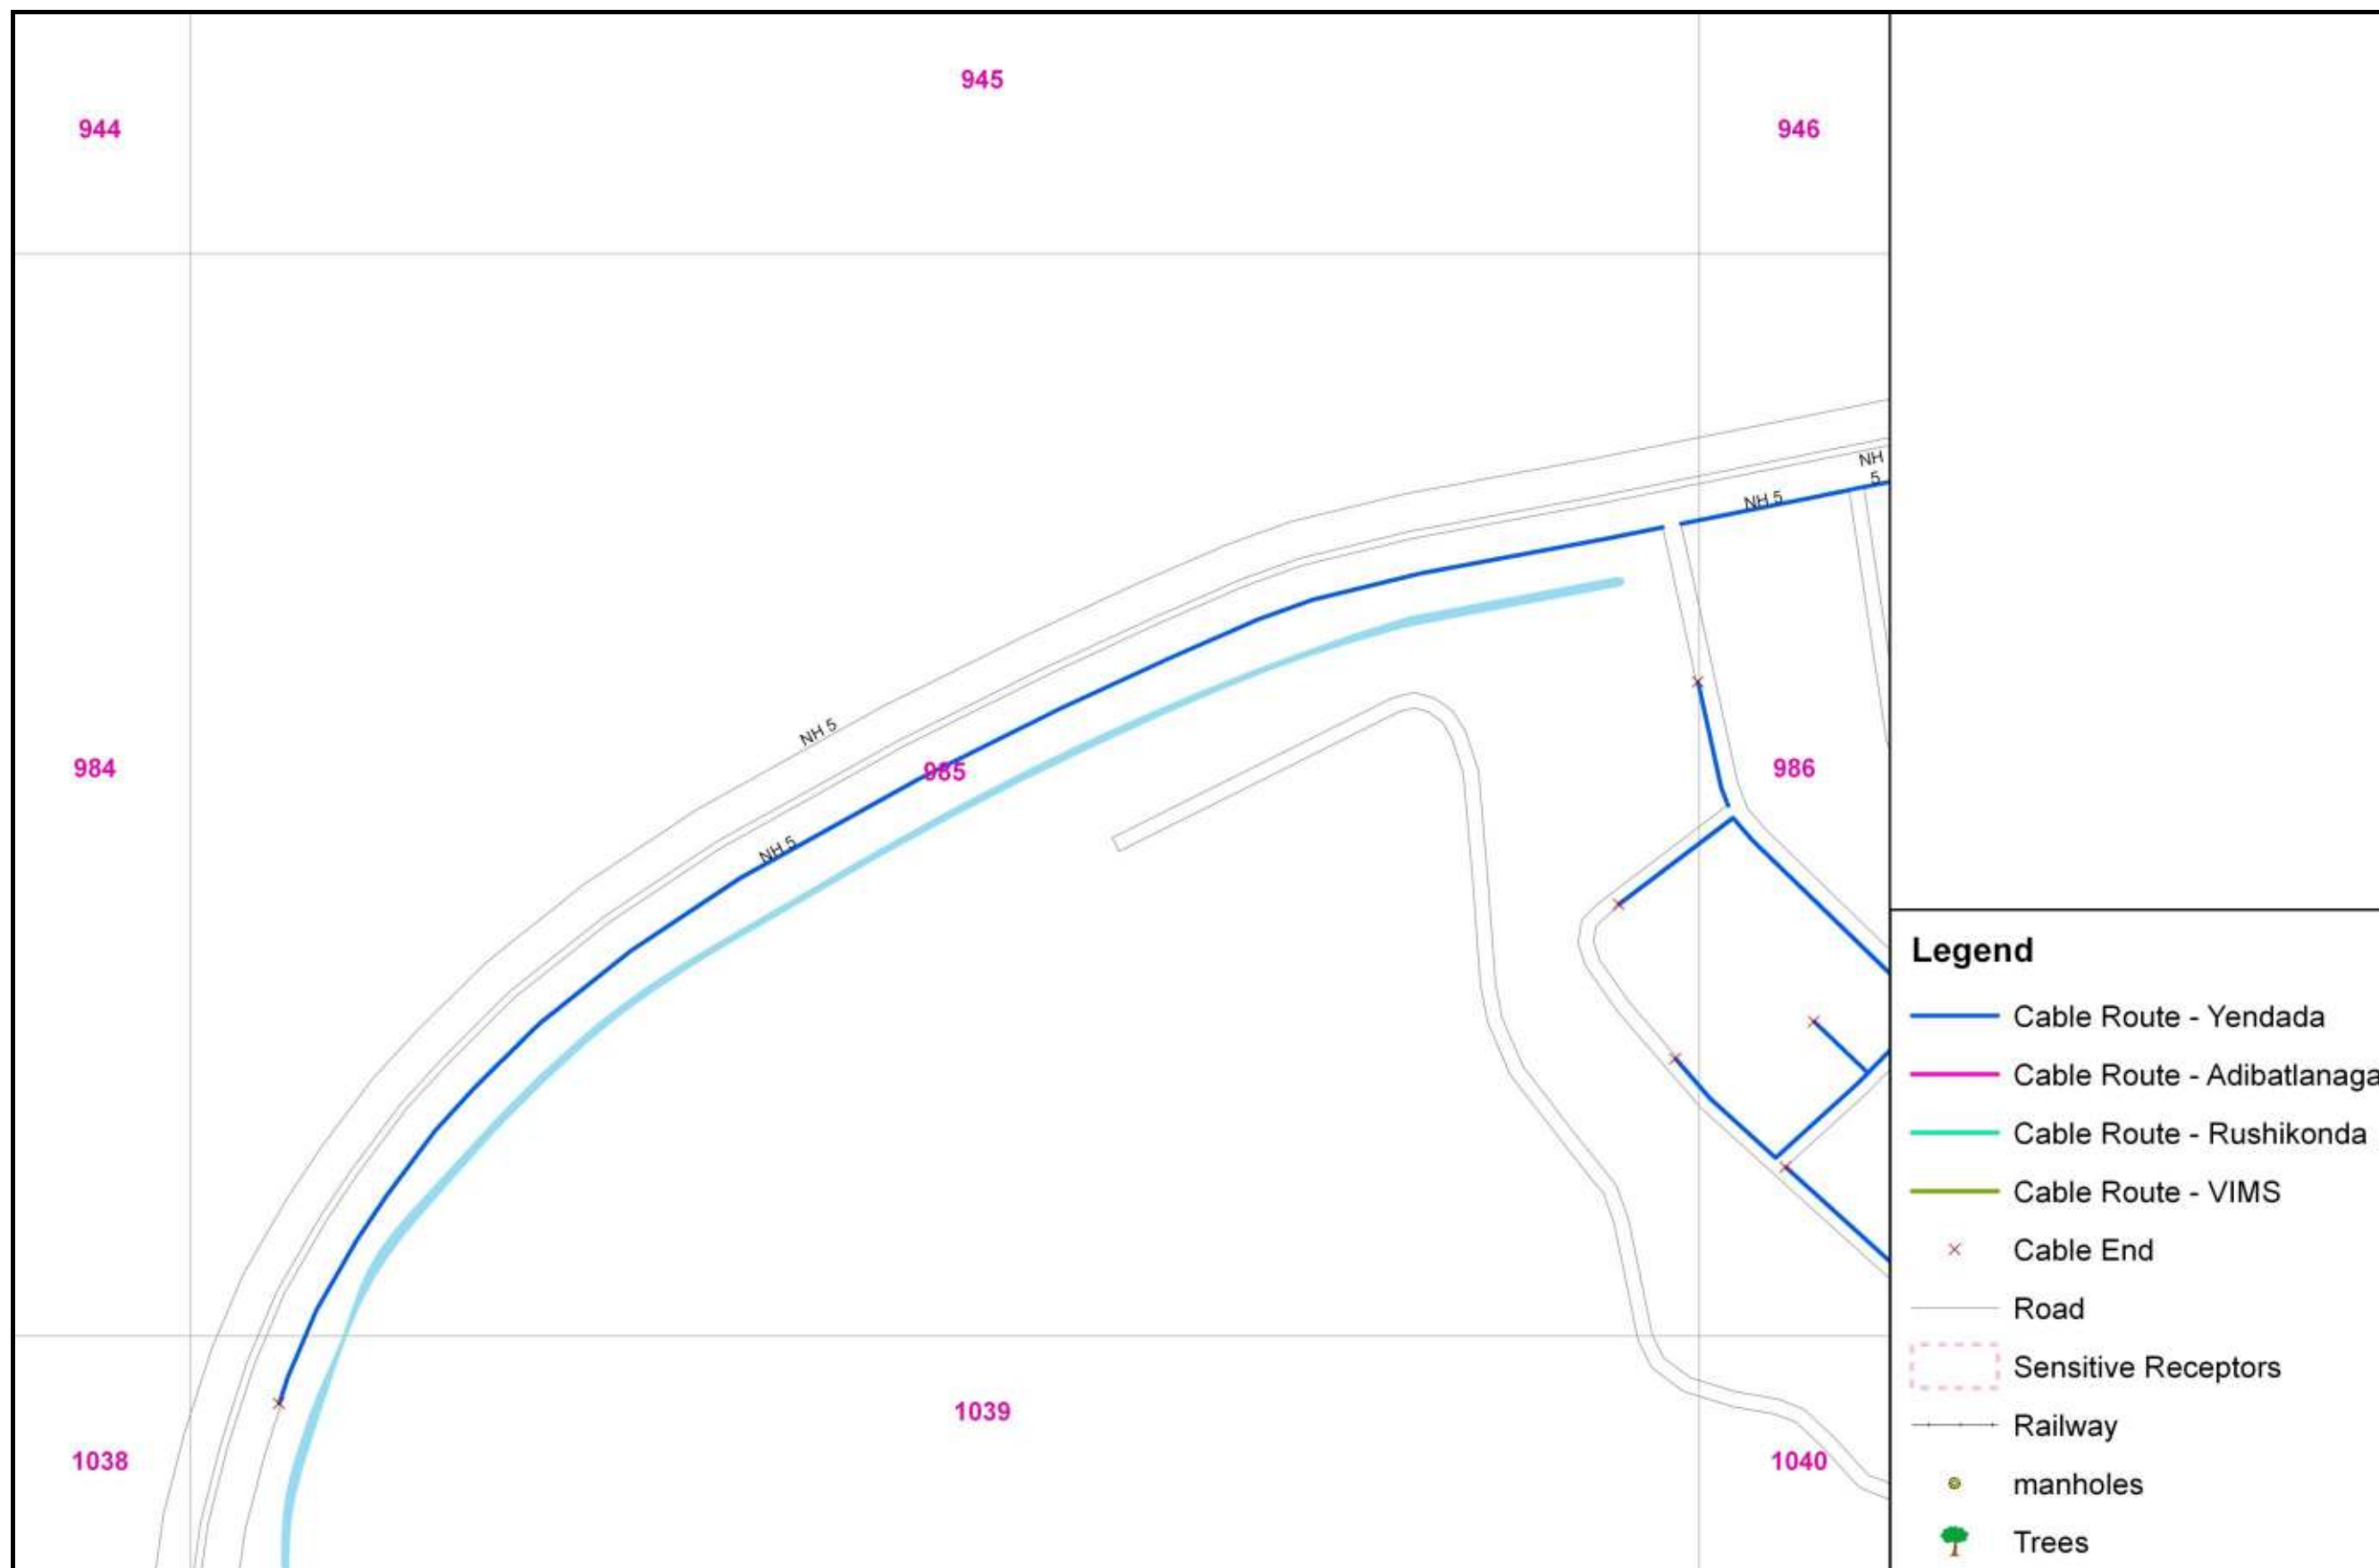 945
944
946
NH
5
NH 5
NH 5
984
985
986
NH 5
Legend
Cable Route - Yendada
Cable Route - Adibatlanaga
Cable Route - Rushikonda
Cable Route - VIMS
Cable End
Road
Sensitive Receptors
1039
Railway
1038
1040
manholes
Trees